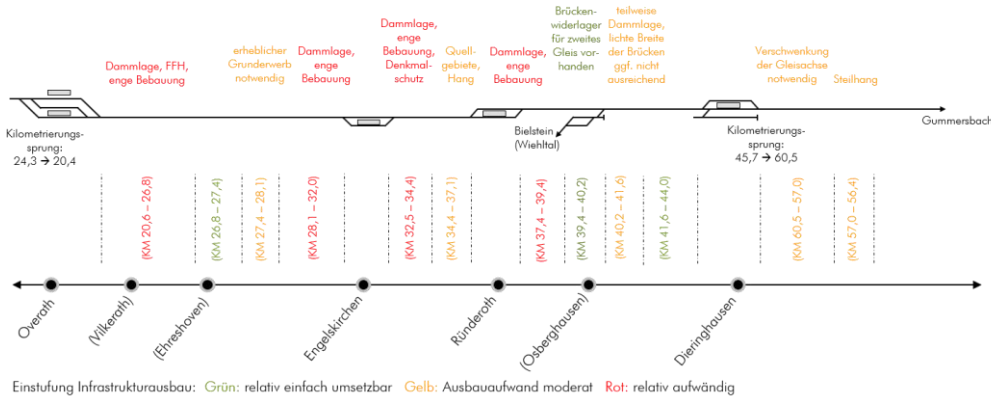 Dammlage, FFH,
enge Bebauung
erheblicher
Grunderwerb
notwendig
Dammlage,
enge
Bebauung
Dammlage,
enge
Bebauung,
Denkmal-
schutz
Quell-
gebiete,
Hang
Dammlage,
enge
Bebauung
Brücken-
widerlager
für zweites
Gleis vor-
handen
teilweise
Dammlage,
lichte Breite
der Brücken
ggf. nicht
ausreichend
Verschwenkung
der Gleisachse
notwendig
Steilhang
Kilometrierungs-
sprung:
24,3 → 20,4
Bielstein
(Wiehltal)
Kilometrierungs-
sprung:
45,7 → 60,5
Gummersbach
(KM 20,6 – 26,8)
(KM 26,8 – 27,4)
(KM 27,4 – 28,1)
(KM 28,1 – 32,0)
(KM 32,5 – 34,4)
(KM 34,4 – 37,1)
(KM 37,4 – 39,4)
(KM 39,4 – 40,2)
(KM 40,2 – 41,6)
(KM 41,6 – 44,0)
(KM 60,5 – 57,0)
(KM 57,0 – 56,4)
Overath
(Vilkerath)
(Ehreshoven)
Engelskirchen
Ründeroth
(Osberghausen)
Dieringhausen
Einstufung Infrastrukturausbau: Grün: relativ einfach umsetzbar Gelb: Ausbauaufwand moderat Rot: relativ aufwändig